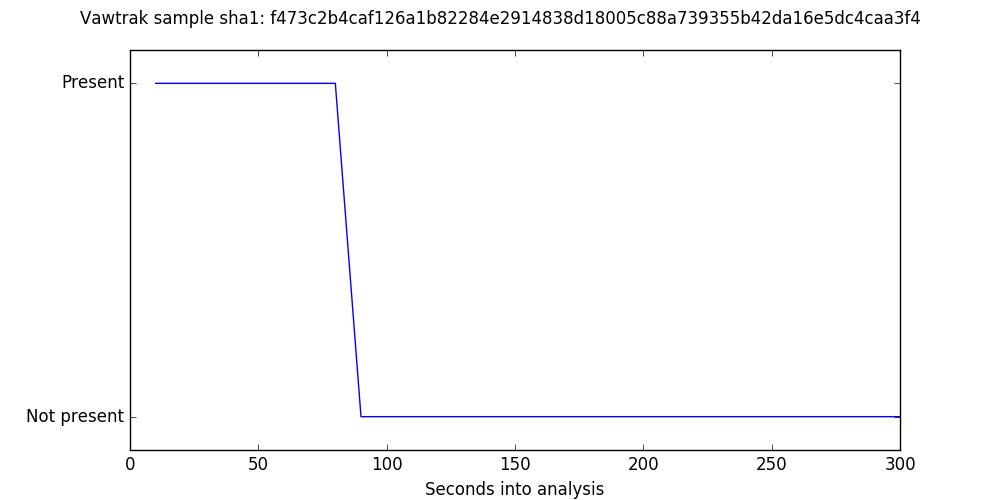 Vawtrak sample sha1: f473c2b4caf126a1b82284e2914838d18005c88a739355b42da16e5dc4caa3f4
Present
Not present
0 50 100 150 200 250 300
Seconds into analysis